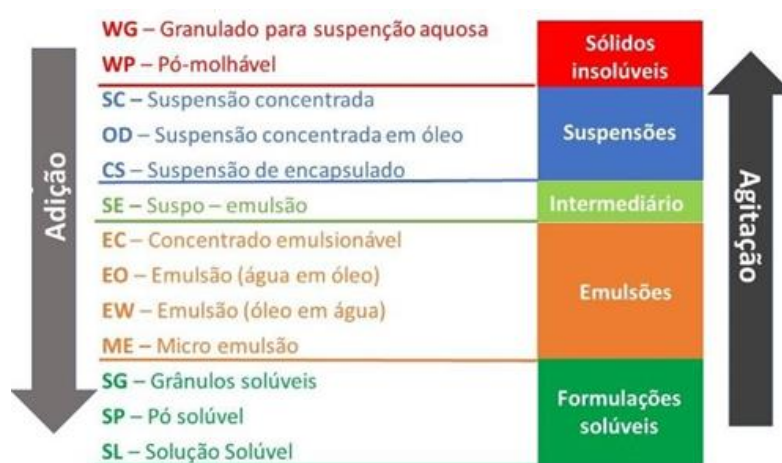 Adição
WG – Granulado para suspenção aquosa
WP – Pó-molhável
Sólidos
insolúveis
SC – Suspensão concentrada
OD – Suspensão concentrada em óleo
CS – Suspensão de encapsulado
Suspensões
SE – Suspo – emulsão
Intermediário
EC – Concentrado emulsionável
EO – Emulsão (água em óleo)
EW – Emulsão (óleo em água)
ME – Micro emulsão
Emulsões
SG – Grânulos solúveis
SP – Pó solúvel
SL – Solução Solúvel
Formulações
solúveis
Agitação